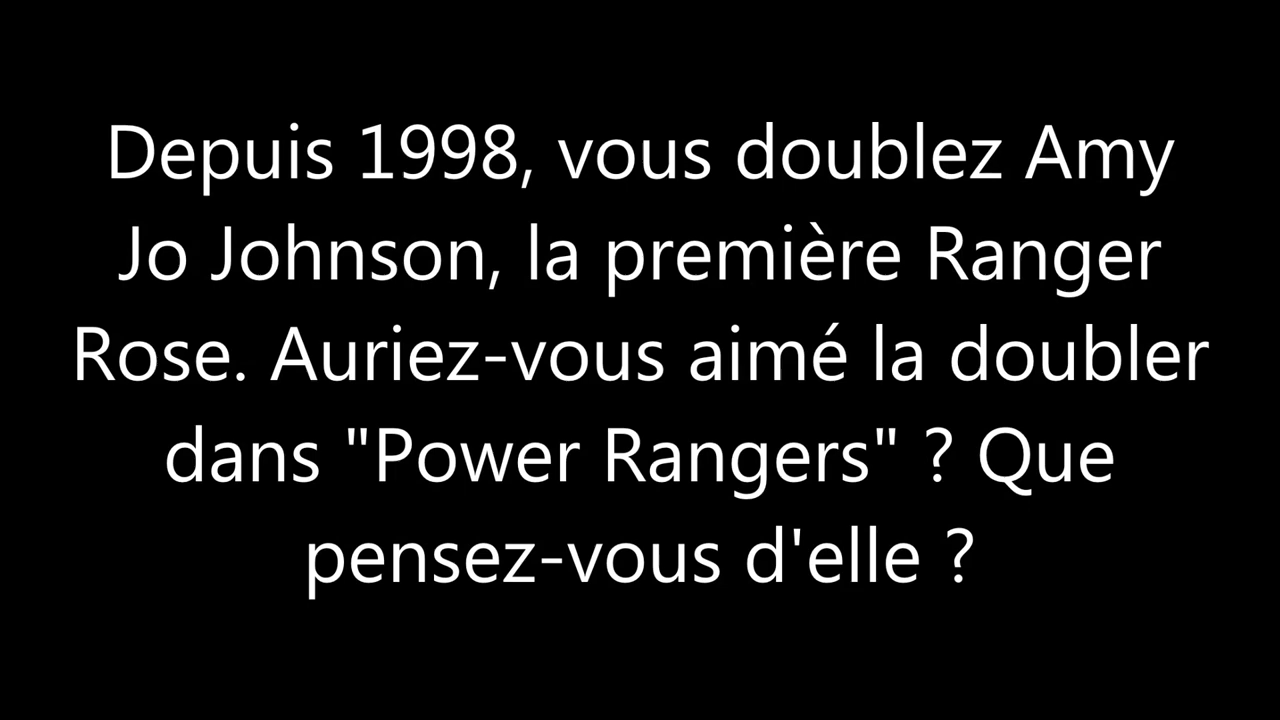 Depuis 1998, vous doublez Amy
Jo Johnson, la première Ranger
Rose. Auriez-vous aimé la doubler
dans "Power Rangers" ? Que
pensez-vous d'elle ?